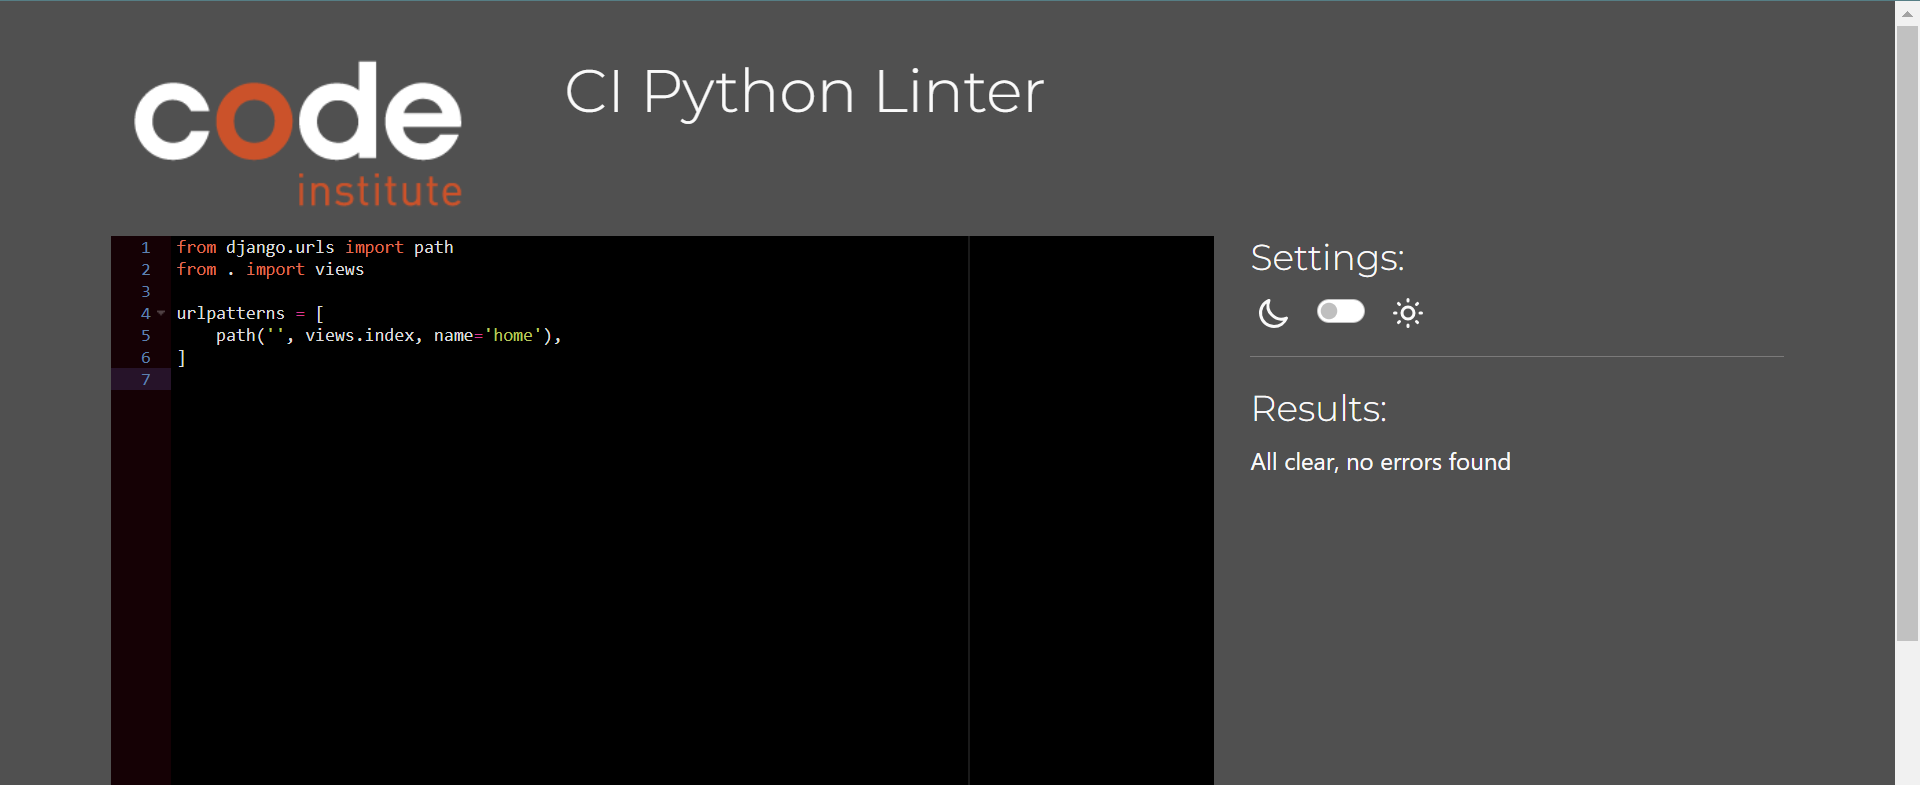 code
institute
CI Python Linter
1 from django.urls import path
2 from . import views
3
4 urlpatterns = [
5     path('', views.index, name='home'),
6 ]
7
Settings:
Results:
All clear, no errors found